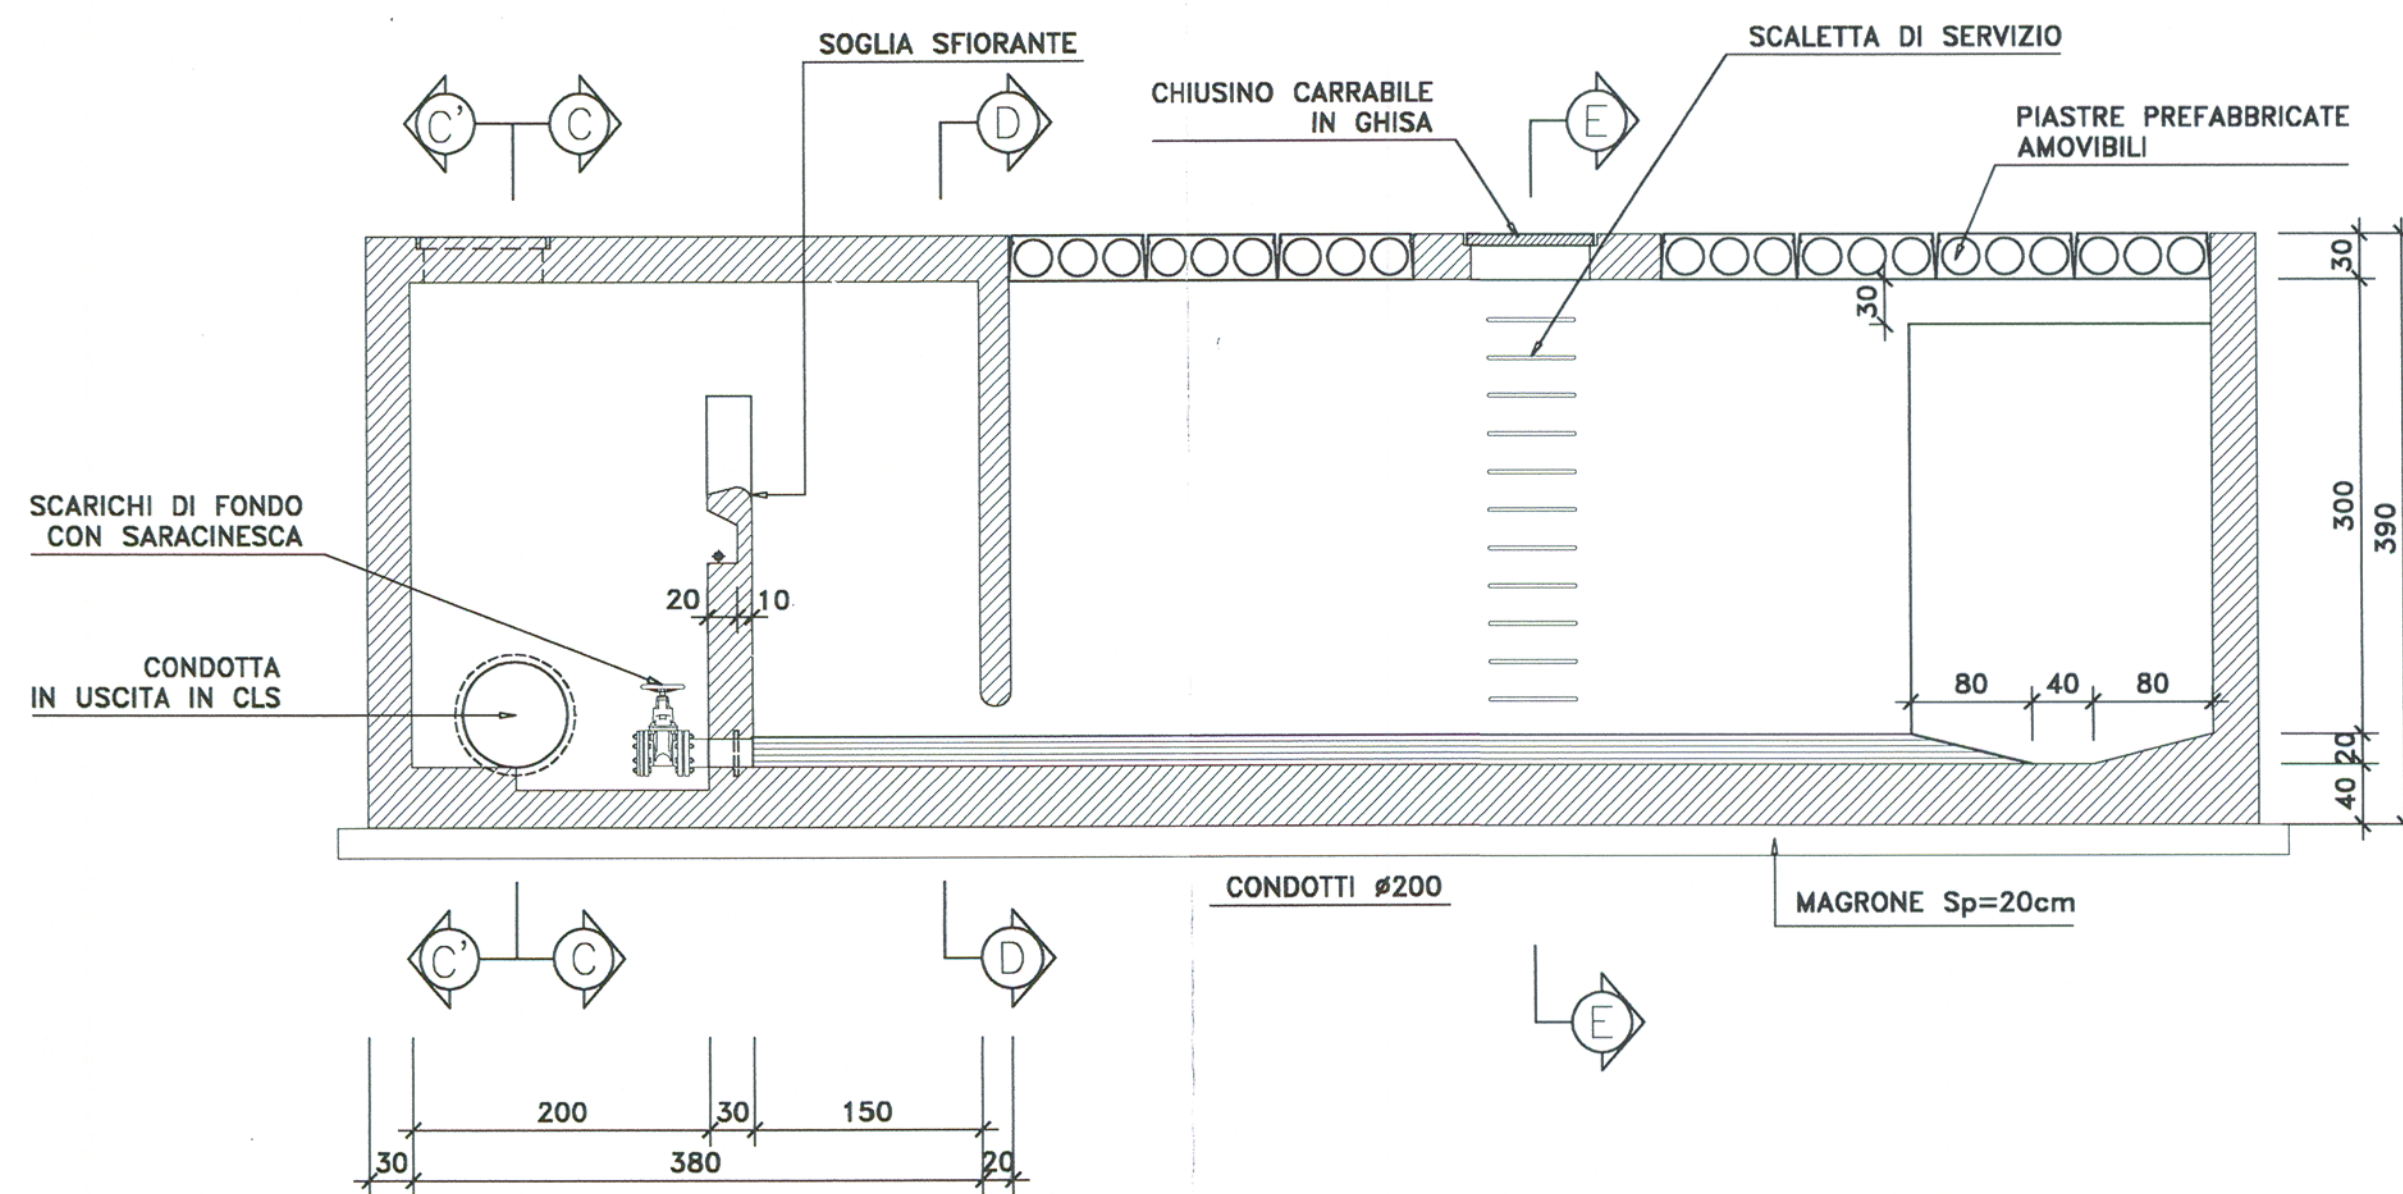 SOGLIA SFIORANTE
SCALETTA DI SERVIZIO
CHIUSINO CARRABILE
IN GHISA
PIASTRE PREFABBRICATE
AMOVIBILI
C'
C
D
E
30
30
SCARICHI DI FONDO
CON SARACINESCA
300
390
20
10
CONDOTTA
IN USCITA IN CLS
80
40
80
20
40
CONDOTTI ø200
MAGRONE Sp=20cm
C'
C
D
E
200
30
150
30
380
20